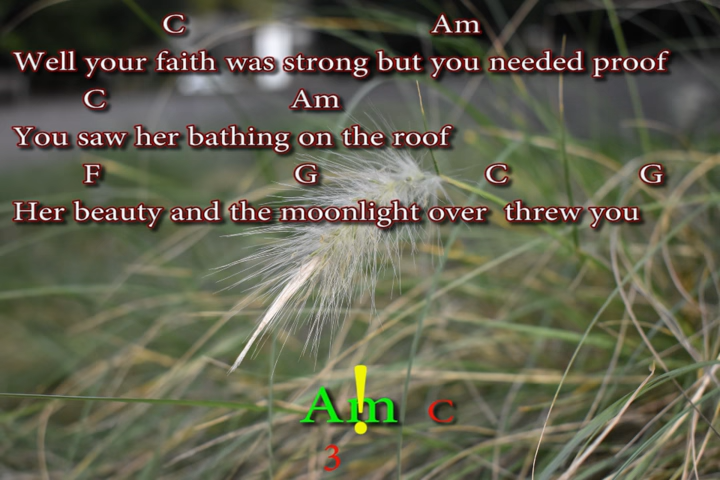 C Am
Well your faith was strong but you needed proof
C Am
You saw her bathing on the roof
F G C G
Her beauty and the moonlight over threw you
Am! C
3